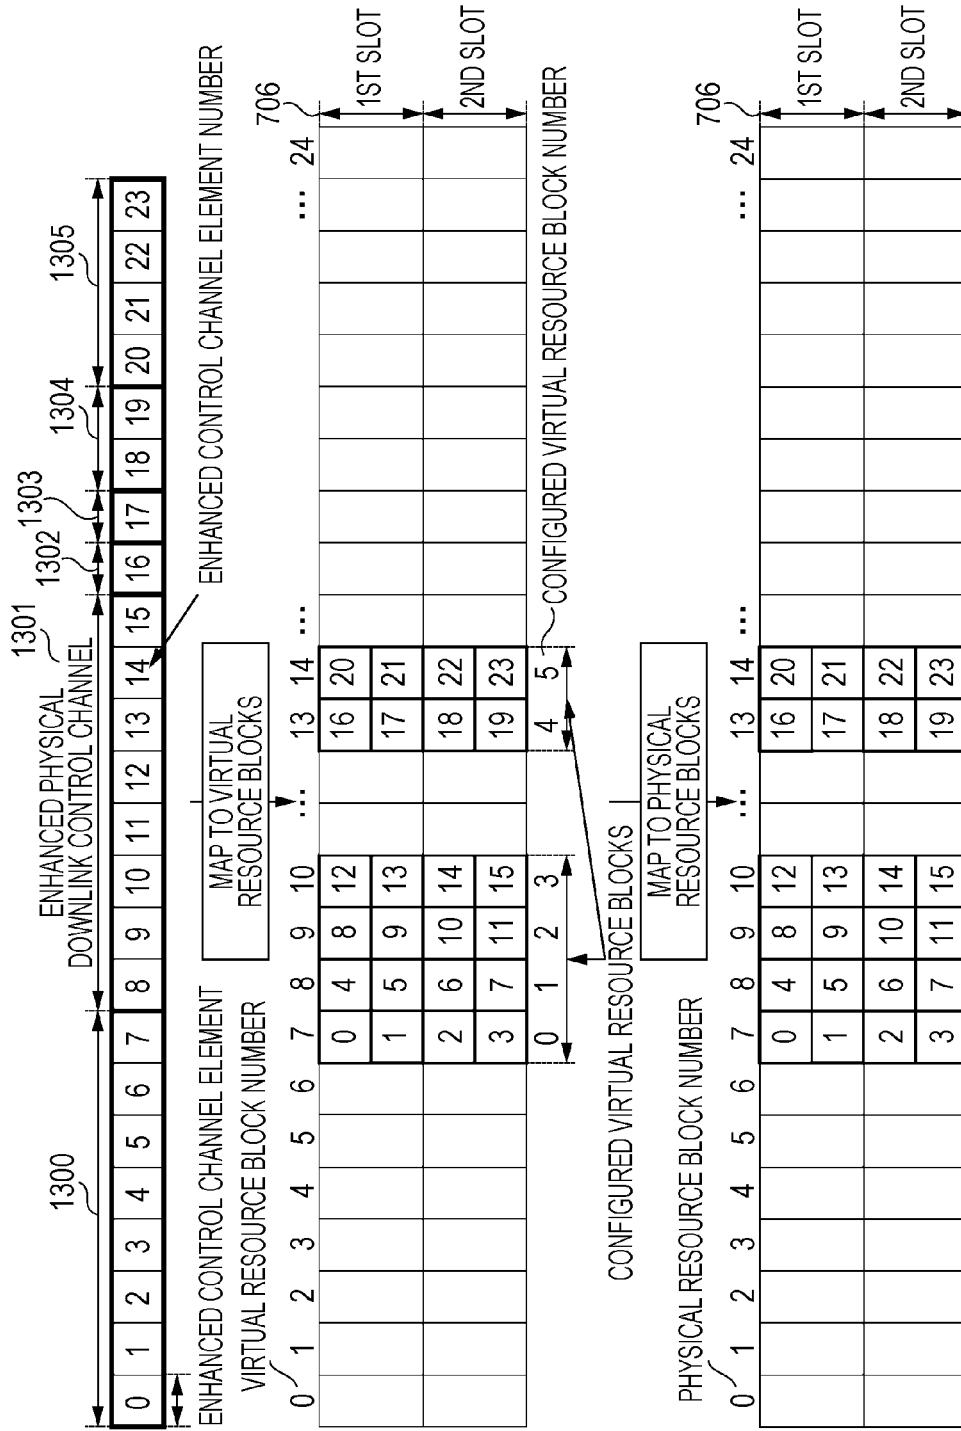 1300
ENHANCED PHYSICAL
DOWNLINK CONTROL CHANNEL
1301
1302
1303
1304
1305
0 1 2 3 4 5 6 7 8 9 10 11 12 13 14 15 16 17 18 19 20 21 22 23
ENHANCED CONTROL CHANNEL ELEMENT
ENHANCED CONTROL CHANNEL ELEMENT NUMBER
MAP TO VIRTUAL
RESOURCE BLOCKS
VIRTUAL RESOURCE BLOCK NUMBER
706
0 1 2 3 4 5 6 7 8 9 10 ... 13 14 ... ... 24
0 4 8 12 16 20
1 5 9 13 17 21
1ST SLOT
2 6 10 14 18 22
3 7 11 15 19 23
2ND SLOT
0 1 2 3 4 5
CONFIGURED VIRTUAL RESOURCE BLOCK NUMBER
CONFIGURED VIRTUAL RESOURCE BLOCKS
MAP TO PHYSICAL
RESOURCE BLOCKS
PHYSICAL RESOURCE BLOCK NUMBER
706
0 1 2 3 4 5 6 7 8 9 10 ... 13 14 ... ... 24
0 4 8 12 16 20
1 5 9 13 17 21
1ST SLOT
2 6 10 14 18 22
3 7 11 15 19 23
2ND SLOT